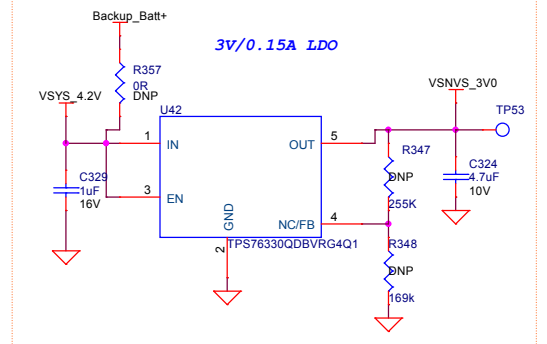 Backup_Batt+
3V/0.15A LDO
R357
0R
DNP
VSYS_4.2V
VSNVS_3V0
U42
TP53
1
IN
OUT
5
R347
DNP
255K
C329
1uF
16V
C324
4.7uF
10V
3
EN
GND
2
NC/FB
4
TPS76330QDBVRG4Q1
R348
DNP
169k